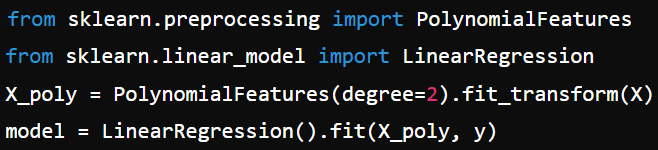 from sklearn.preprocessing import PolynomialFeatures
from sklearn.linear_model import LinearRegression
X_poly = PolynomialFeatures(degree=2).fit_transform(X)
model = LinearRegression().fit(X_poly, y)